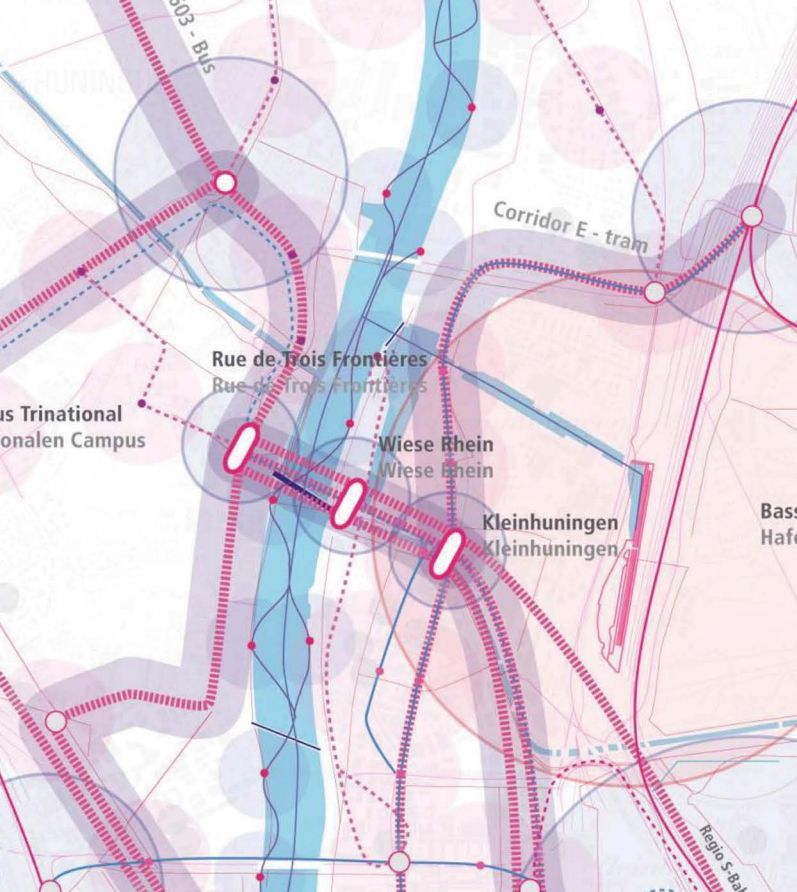 603 - Bus
HUNING
Corridor E - tram
Rue de Trois Frontières
Rue de Trois Frontières
us Trinational
onalen Campus
Wiese Rhein
Wiese Rhein
Kleinhuningen
Kleinhuningen
Bass
Hafe
Regio S-Ba